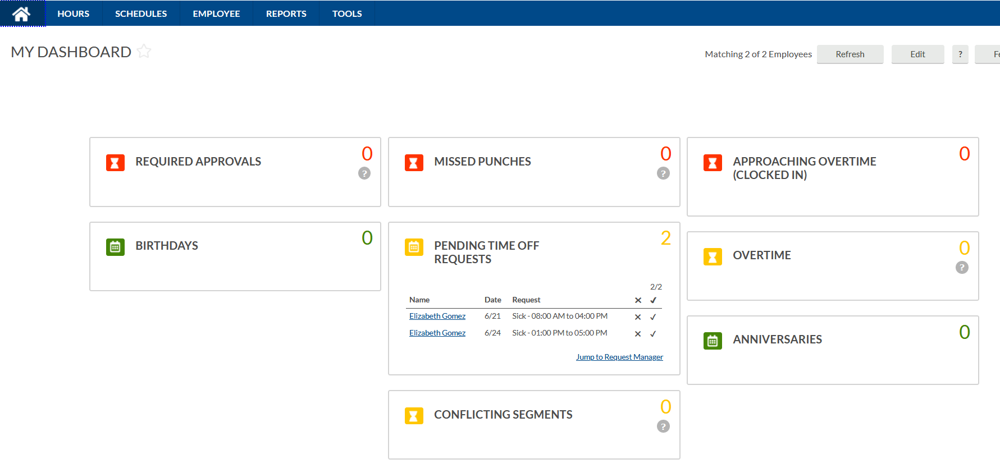 HOURS SCHEDULES EMPLOYEE REPORTS TOOLS
MY DASHBOARD
Matching 2 of 2 Employees Refresh Edit ? Fe
REQUIRED APPROVALS 0
?
MISSED PUNCHES 0
?
APPROACHING OVERTIME 0
(CLOCKED IN)
BIRTHDAYS 0
PENDING TIME OFF 2
REQUESTS
2/2
Name Date Request ✕ ✓
Elizabeth Gomez 6/21 Sick - 08:00 AM to 04:00 PM ✕ ✓
Elizabeth Gomez 6/24 Sick - 01:00 PM to 05:00 PM ✕ ✓
Jump to Request Manager
OVERTIME 0
?
ANNIVERSARIES 0
CONFLICTING SEGMENTS 0
?